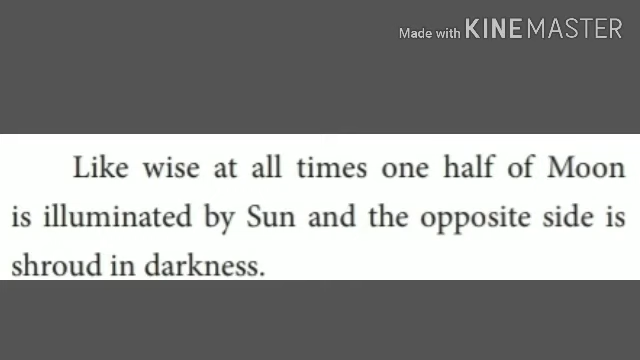 Made with KINEMASTER
Like wise at all times one half of Moon
is illuminated by Sun and the opposite side is
shroud in darkness.